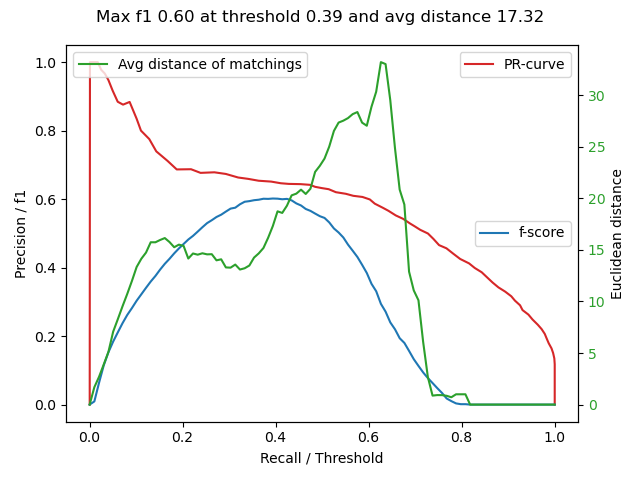 Max f1 0.60 at threshold 0.39 and avg distance 17.32
Avg distance of matchings
PR-curve
f-score
Precision / f1
1.0
0.8
0.6
0.4
0.2
0.0
Euclidean distance
30
25
20
15
10
5
0
0.0 0.2 0.4 0.6 0.8 1.0
Recall / Threshold